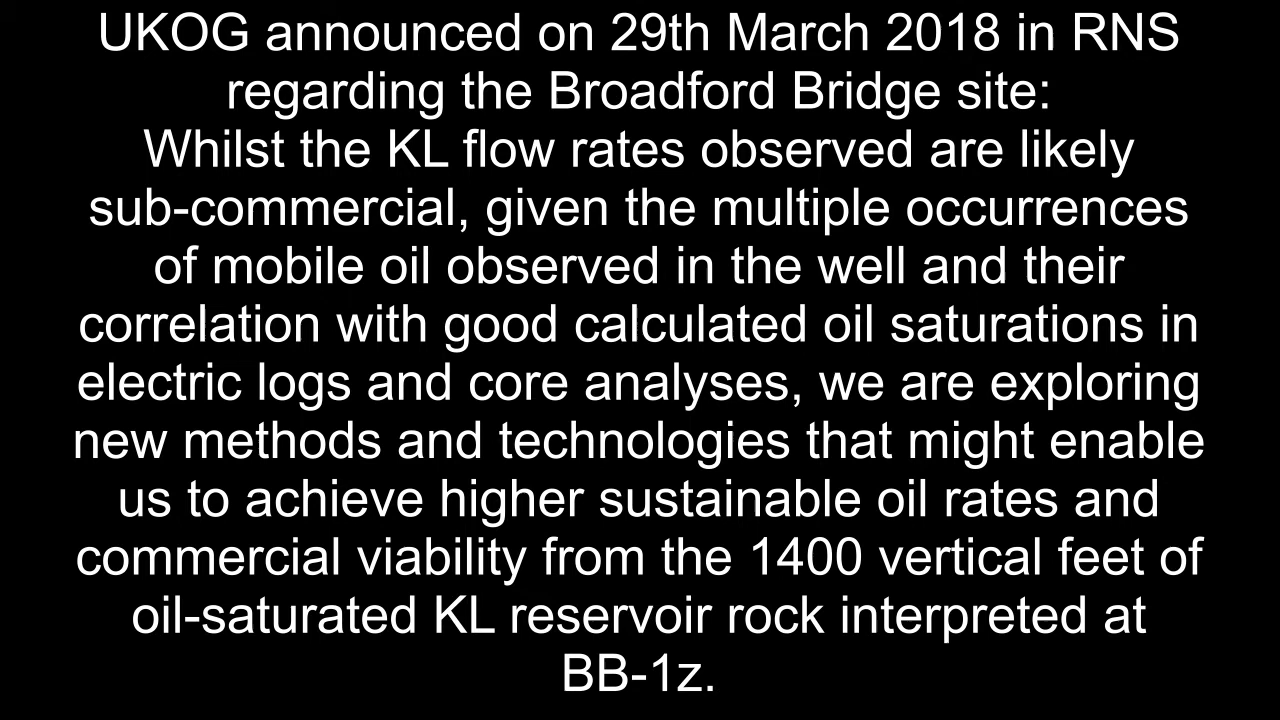 UKOG announced on 29th March 2018 in RNS
regarding the Broadford Bridge site:
Whilst the KL flow rates observed are likely
sub-commercial, given the multiple occurrences
of mobile oil observed in the well and their
correlation with good calculated oil saturations in
electric logs and core analyses, we are exploring
new methods and technologies that might enable
us to achieve higher sustainable oil rates and
commercial viability from the 1400 vertical feet of
oil-saturated KL reservoir rock interpreted at
BB-1z.